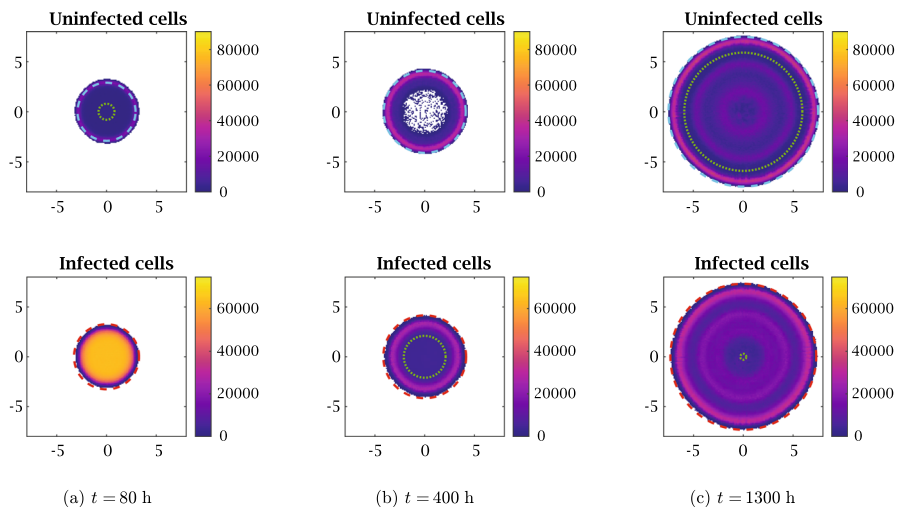 Uninfected cells Uninfected cells Uninfected cells
80000 80000 80000
5 5 5
60000 60000 60000
0 0 0
40000 40000 40000
-5 20000 -5 20000 -5 20000
0 0 0
-5 0 5 -5 0 5 -5 0 5
Infected cells Infected cells Infected cells
5 60000 5 60000 5 60000
0 40000 0 40000 0 40000
-5 20000 -5 20000 -5 20000
0 0 0
-5 0 5 -5 0 5 -5 0 5
(a) t = 80 h (b) t = 400 h (c) t = 1300 h